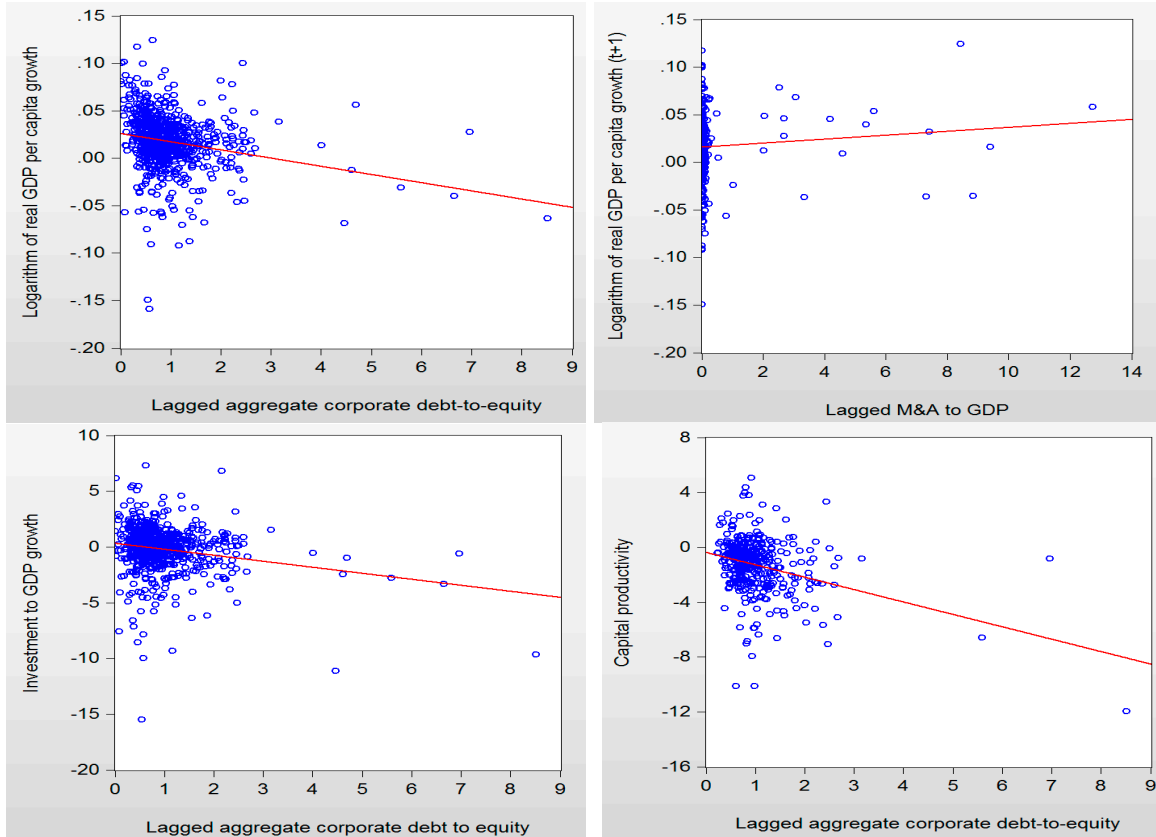 Logarithm of real GDP per capita growth
.15
.10
.05
.00
-.05
-.10
-.15
-.20
0 1 2 3 4 5 6 7 8 9
Lagged aggregate corporate debt-to-equity
Logarithm of real GDP per capita growth (t+1)
.15
.10
.05
.00
-.05
-.10
-.15
-.20
0 2 4 6 8 10 12 14
Lagged M&A to GDP
Investment to GDP growth
10
5
0
-5
-10
-15
-20
0 1 2 3 4 5 6 7 8 9
Lagged aggregate corporate debt to equity
Capital productivity
8
4
-0
-4
-8
-12
-16
0 1 2 3 4 5 6 7 8 9
Lagged aggregate corporate debt-to-equity